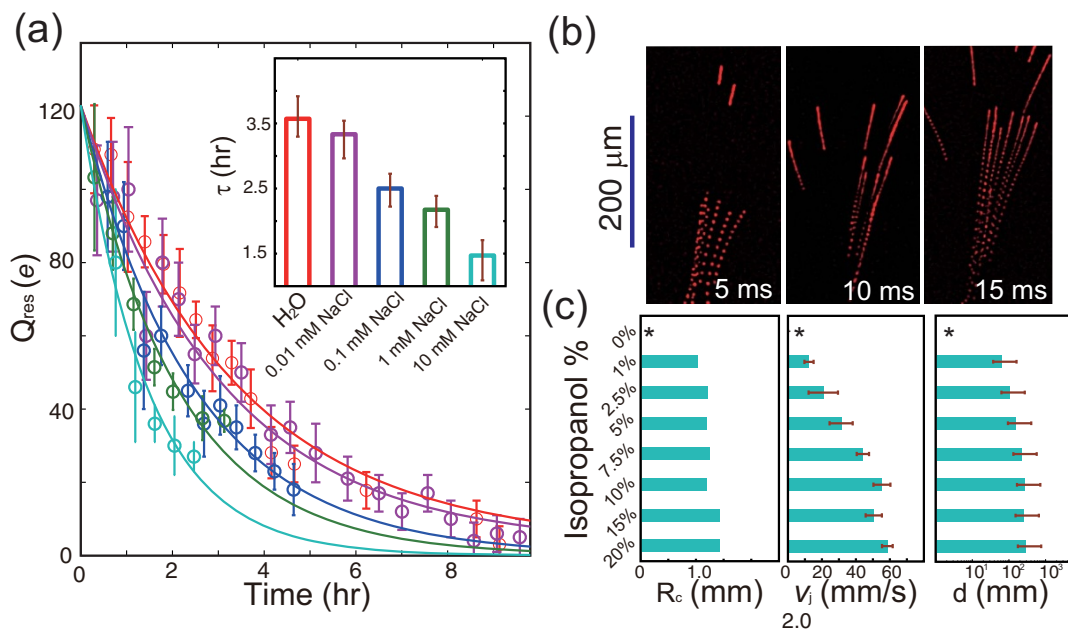 (a)
120
80
40
0
Qres (e)
0
2
4
6
8
Time (hr)
3.5
2.5
1.5
τ (hr)
H₂O
0.01 mM NaCl
0.1 mM NaCl
1 mM NaCl
10 mM NaCl
(b)
200 μm
5 ms
10 ms
15 ms
(c)
Isopropanol %
0%
1%
2.5%
5%
7.5%
10%
15%
20%
*
*
*
0 1.0
Rc (mm)
0 20 40 60
vj (mm/s)
2.0
10¹ 10² 10³
d (mm)